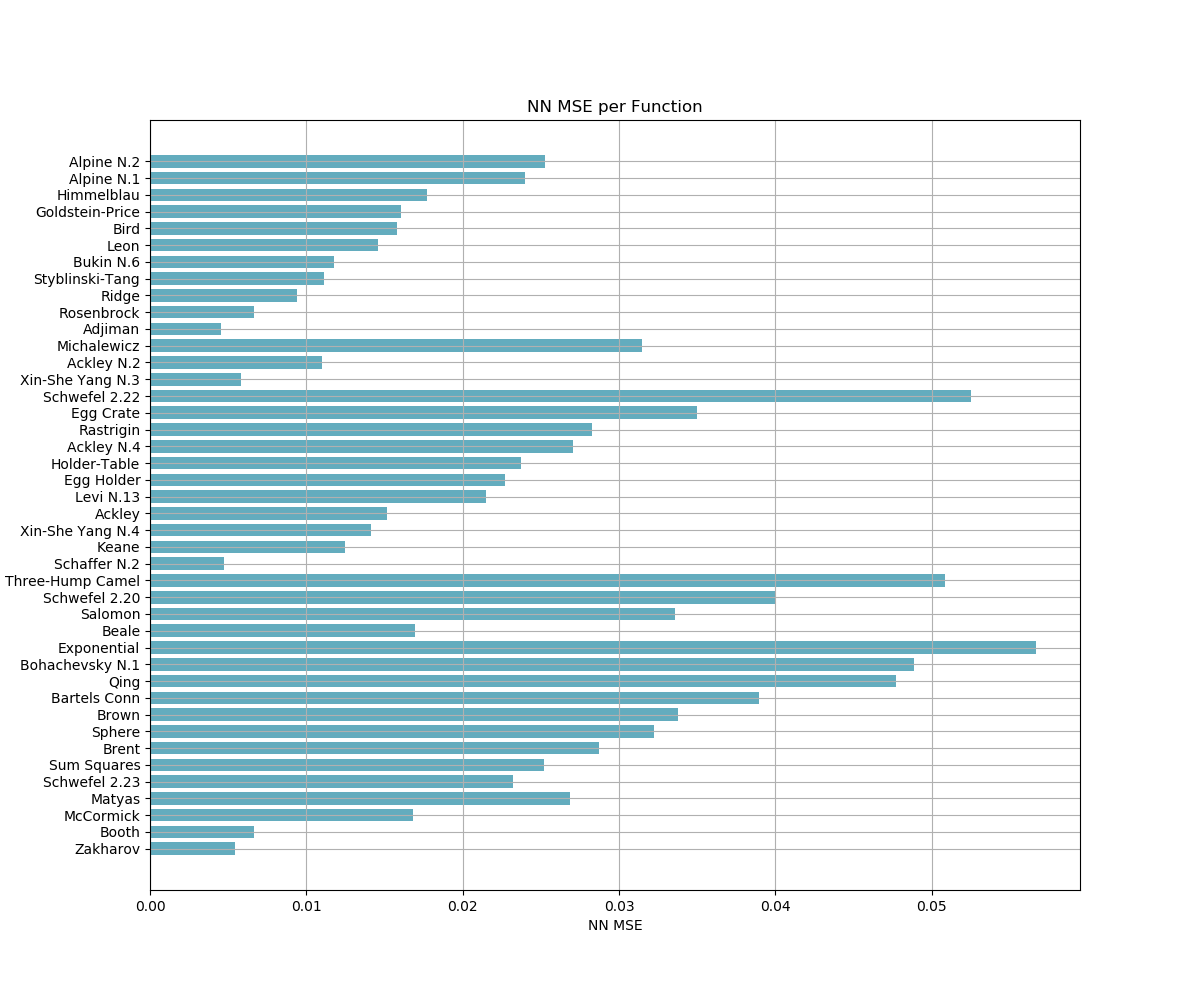 NN MSE per Function
Alpine N.2
Alpine N.1
Himmelblau
Goldstein-Price
Bird
Leon
Bukin N.6
Styblinski-Tang
Ridge
Rosenbrock
Adjiman
Michalewicz
Ackley N.2
Xin-She Yang N.3
Schwefel 2.22
Egg Crate
Rastrigin
Ackley N.4
Holder-Table
Egg Holder
Levi N.13
Ackley
Xin-She Yang N.4
Keane
Schaffer N.2
Three-Hump Camel
Schwefel 2.20
Salomon
Beale
Exponential
Bohachevsky N.1
Qing
Bartels Conn
Brown
Sphere
Brent
Sum Squares
Schwefel 2.23
Matyas
McCormick
Booth
Zakharov
0.00 0.01 0.02 0.03 0.04 0.05
NN MSE